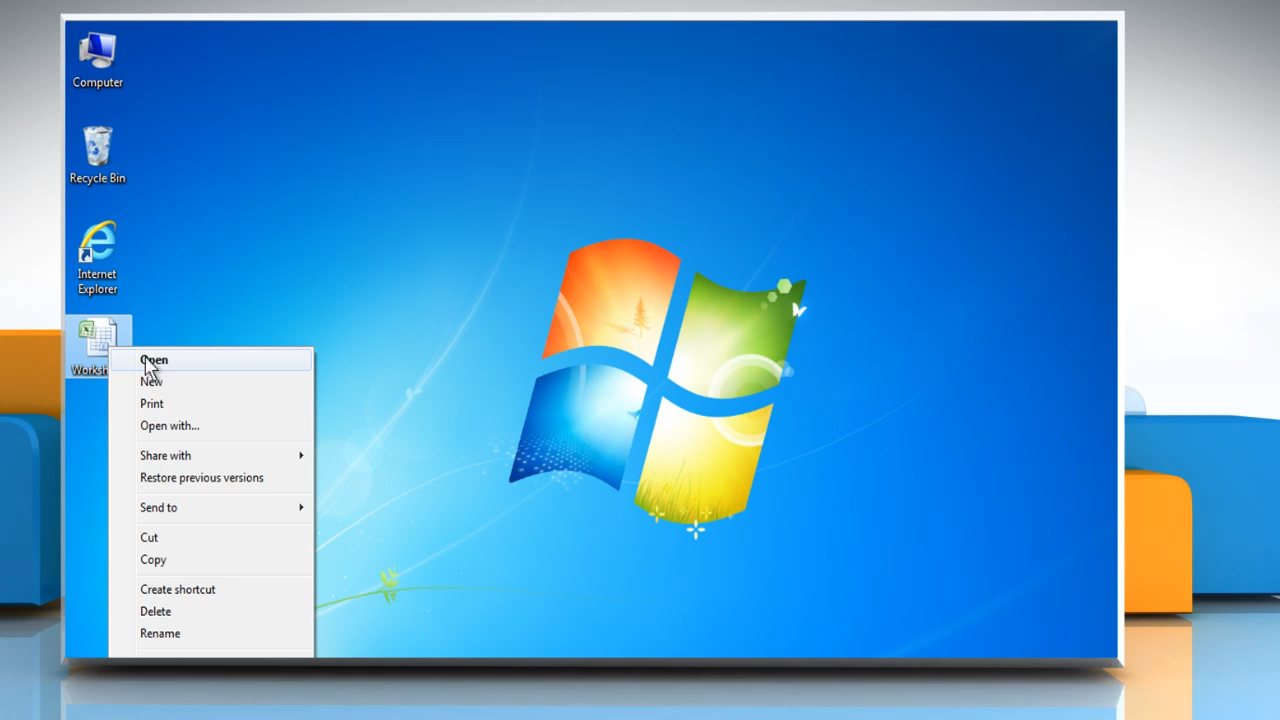 Computer
Recycle Bin
Internet
Explorer
Open
New
Print
Open with...
Share with
Restore previous versions
Send to
Cut
Copy
Create shortcut
Delete
Rename